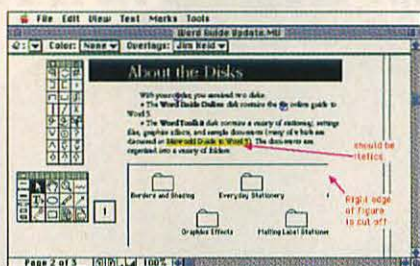 File Edit View Text Marks Tools
Word Guide Update.MU
Color: None Overlays: Jim Heid
About the Disks
With your disks, you received two disks.
• The Word Guide Online disk contains the online guide to
Word 5.
• The Word Toolkit disk contains a variety of stationery, settings
files, graphics effects, and sample documents (many of which are
discussed in Microsoft Guide to Word 5). The documents are
organized into a variety of folders.
should be
italics
Borders and Shading
Everyday Stationery
Graphics Effects
Mailing Label Stationer
Right edge
of figure
is cut off
1
Page 2 of 3
100%